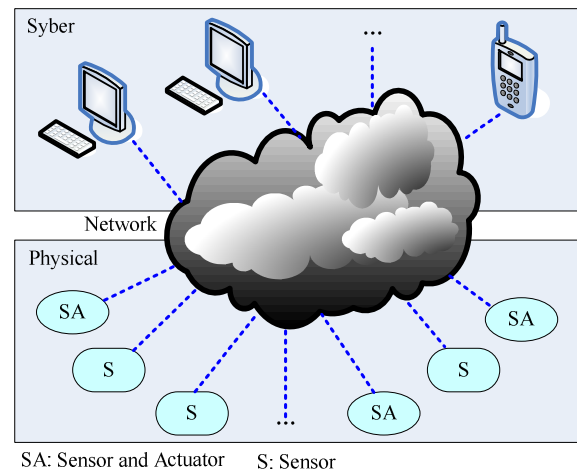 Syber
...
Network
Physical
SA
SA
S
S
S
SA
...
SA: Sensor and Actuator S: Sensor